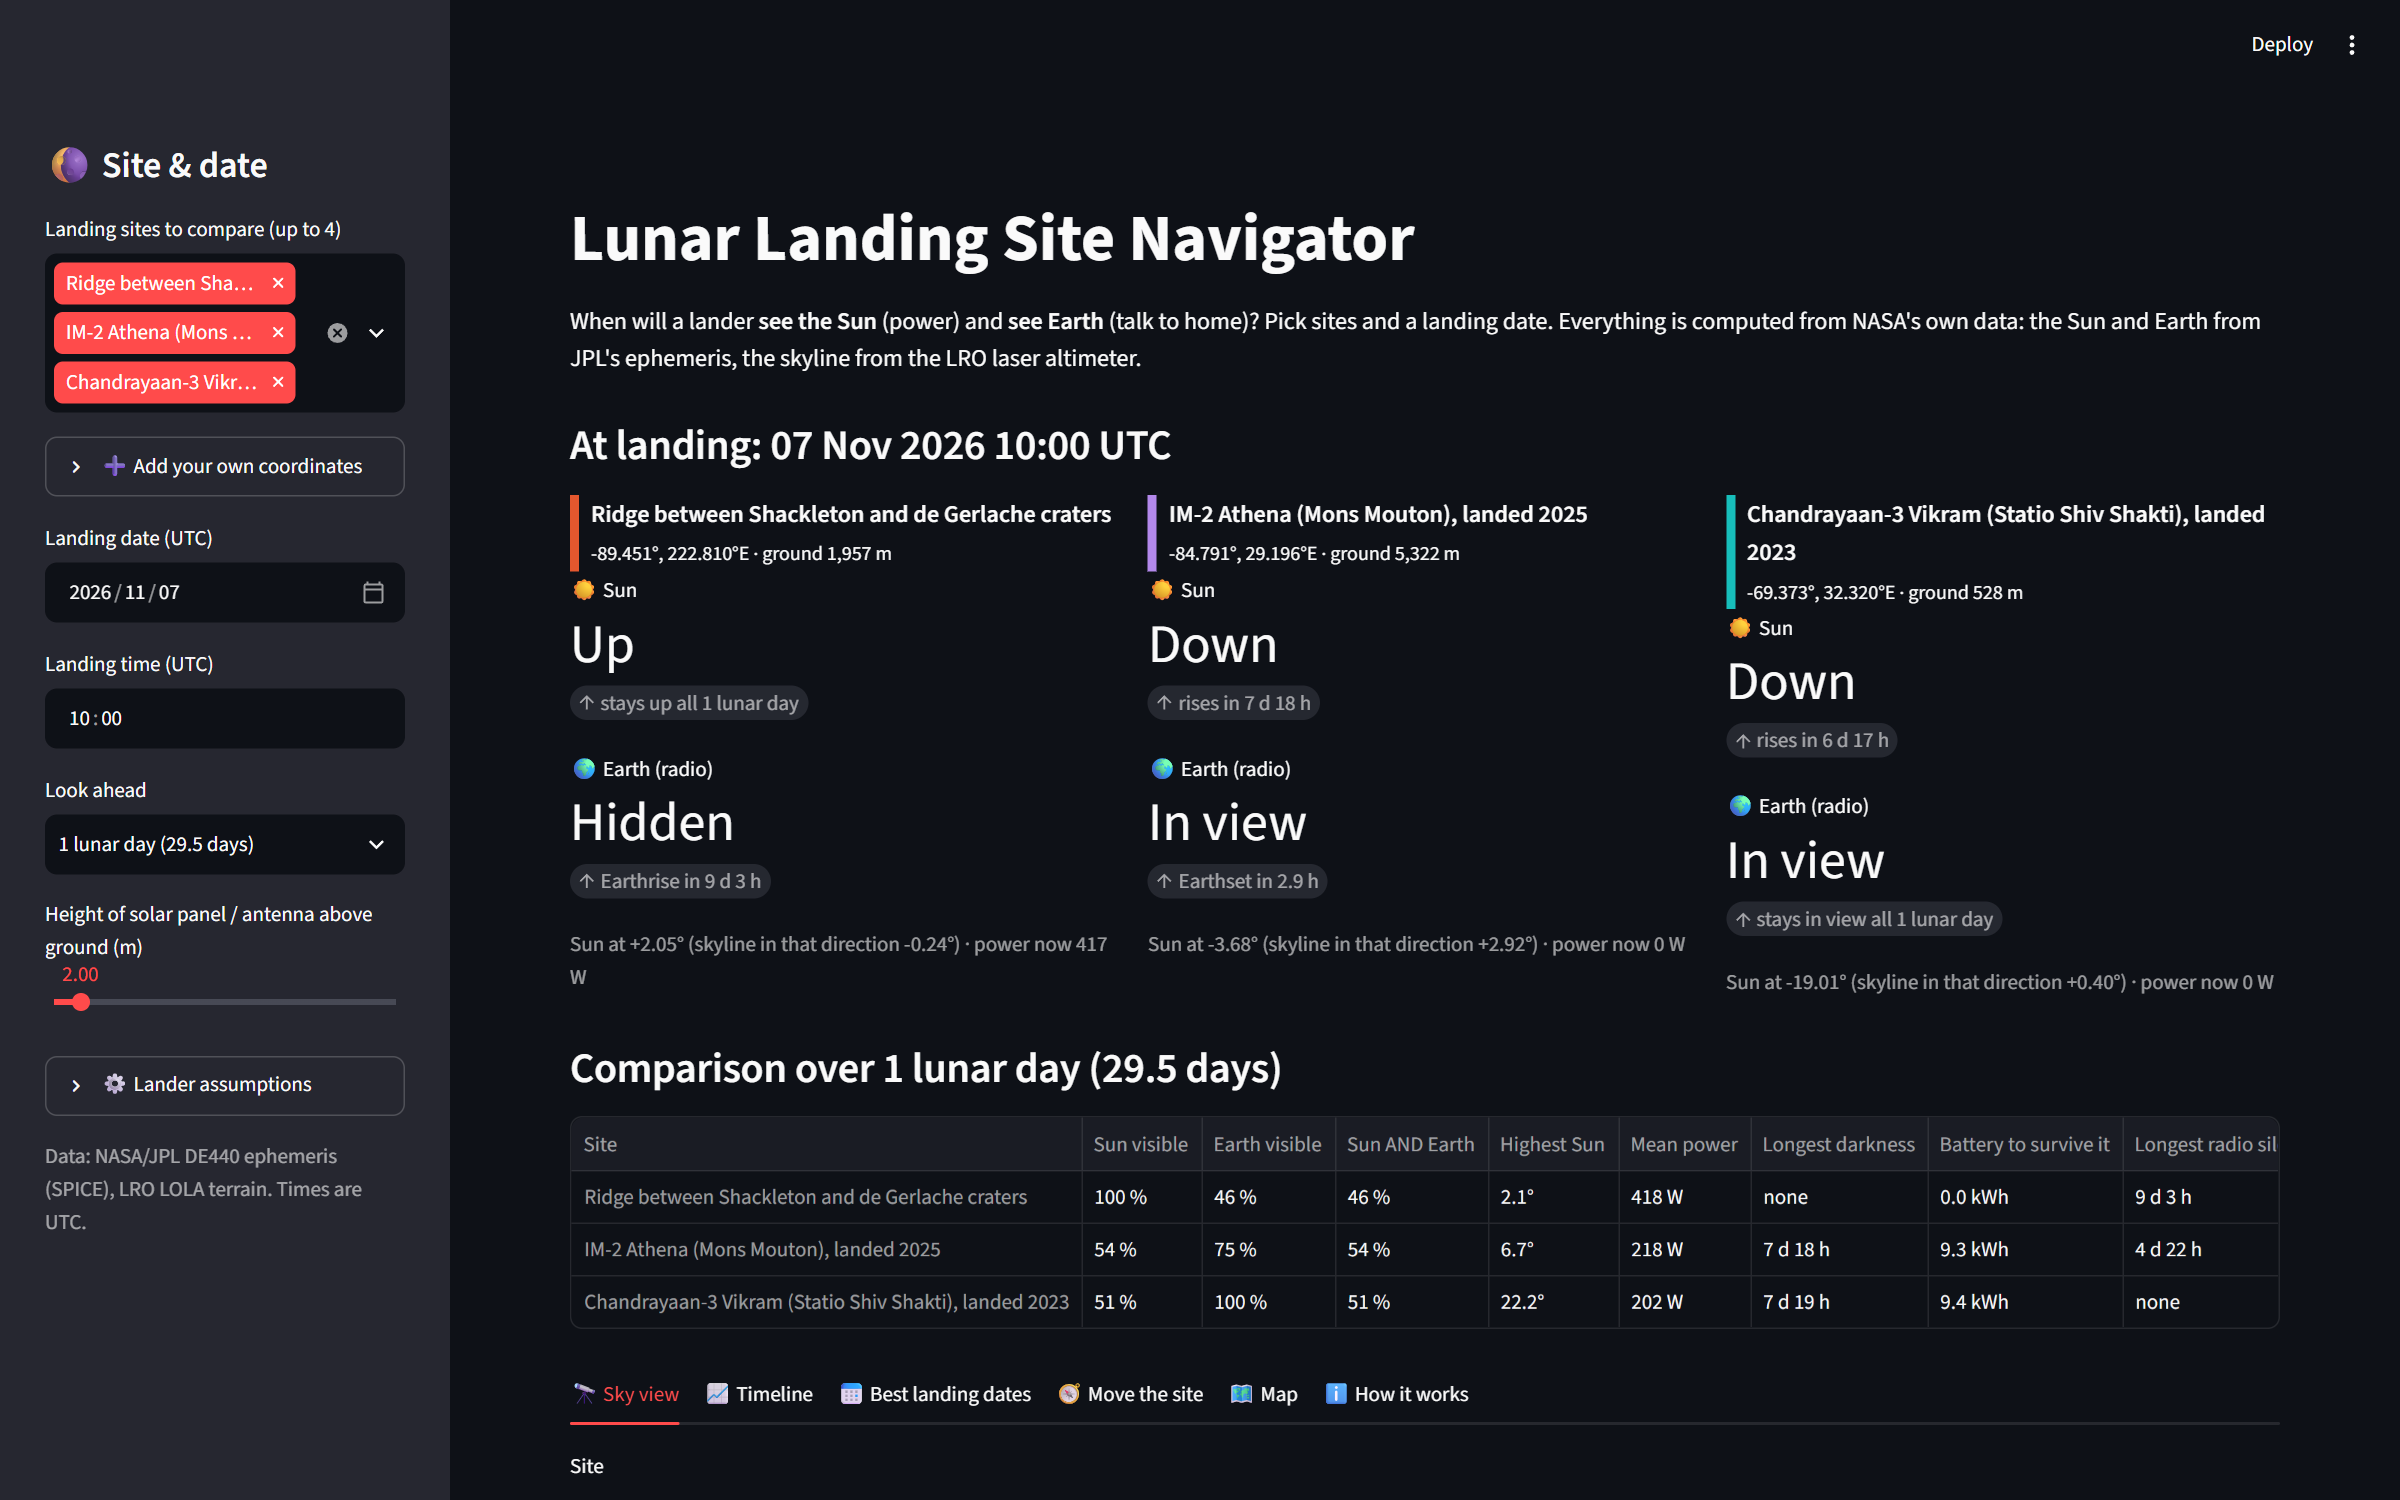 Deploy
Site & date
Landing sites to compare (up to 4)
Ridge between Sha…
IM-2 Athena (Mons …
Chandrayaan-3 Vikr…
Add your own coordinates
Landing date (UTC)
2026/11/07
Landing time (UTC)
10:00
Look ahead
1 lunar day (29.5 days)
Height of solar panel / antenna above
ground (m)
2.00
Lander assumptions
Data: NASA/JPL DE440 ephemeris
(SPICE), LRO LOLA terrain. Times are
UTC.
Lunar Landing Site Navigator
When will a lander see the Sun (power) and see Earth (talk to home)? Pick sites and a landing date. Everything is computed from NASA's own data: the Sun and Earth from
JPL's ephemeris, the skyline from the LRO laser altimeter.
At landing: 07 Nov 2026 10:00 UTC
Ridge between Shackleton and de Gerlache craters
-89.451°, 222.810°E · ground 1,957 m
Sun
Up
↑ stays up all 1 lunar day
Earth (radio)
Hidden
↑ Earthrise in 9 d 3 h
Sun at +2.05° (skyline in that direction -0.24°) · power now 417
W
IM-2 Athena (Mons Mouton), landed 2025
-84.791°, 29.196°E · ground 5,322 m
Sun
Down
↑ rises in 7 d 18 h
Earth (radio)
In view
↑ Earthset in 2.9 h
Sun at -3.68° (skyline in that direction +2.92°) · power now 0 W
Chandrayaan-3 Vikram (Statio Shiv Shakti), landed
2023
-69.373°, 32.320°E · ground 528 m
Sun
Down
↑ rises in 6 d 17 h
Earth (radio)
In view
↑ stays in view all 1 lunar day
Sun at -19.01° (skyline in that direction +0.40°) · power now 0 W
Comparison over 1 lunar day (29.5 days)
Site Sun visible Earth visible Sun AND Earth Highest Sun Mean power Longest darkness Battery to survive it Longest radio sil
Ridge between Shackleton and de Gerlache craters 100 % 46 % 46 % 2.1° 418 W none 0.0 kWh 9 d 3 h
IM-2 Athena (Mons Mouton), landed 2025 54 % 75 % 54 % 6.7° 218 W 7 d 18 h 9.3 kWh 4 d 22 h
Chandrayaan-3 Vikram (Statio Shiv Shakti), landed 2023 51 % 100 % 51 % 22.2° 202 W 7 d 19 h 9.4 kWh none
Sky view Timeline Best landing dates Move the site Map How it works
Site